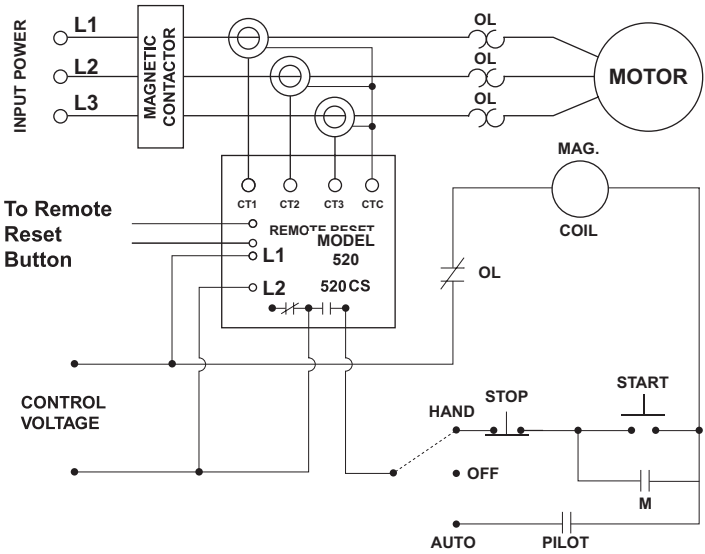 INPUT POWER
L1
L2
L3
MAGNETIC
CONTACTOR
OL
OL
OL
MOTOR
CT1
CT2
CT3
CTC
To Remote
Reset
Button
REMOTE RESET
MODEL
520
520CS
L1
L2
MAG.
COIL
OL
CONTROL
VOLTAGE
HAND
STOP
START
OFF
M
AUTO
PILOT